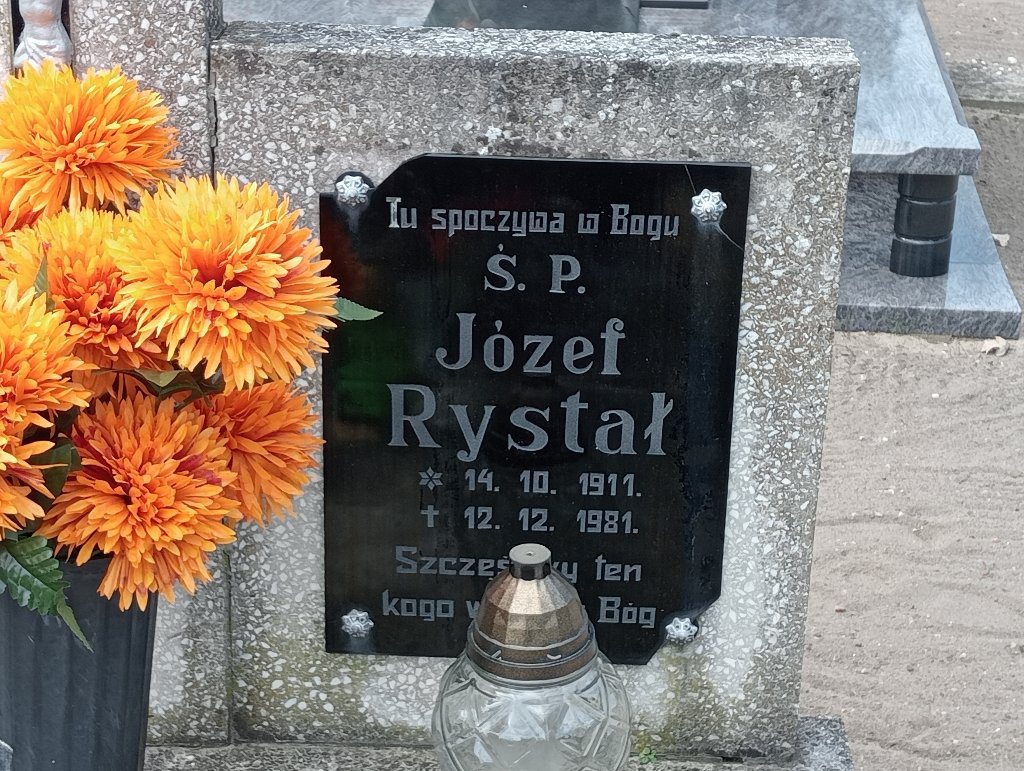 Tu spoczywa w Bogu
Ś. P.
Józef
Rystał
14. 10. 1911.
12. 12. 1981.
ten
kogo Bóg